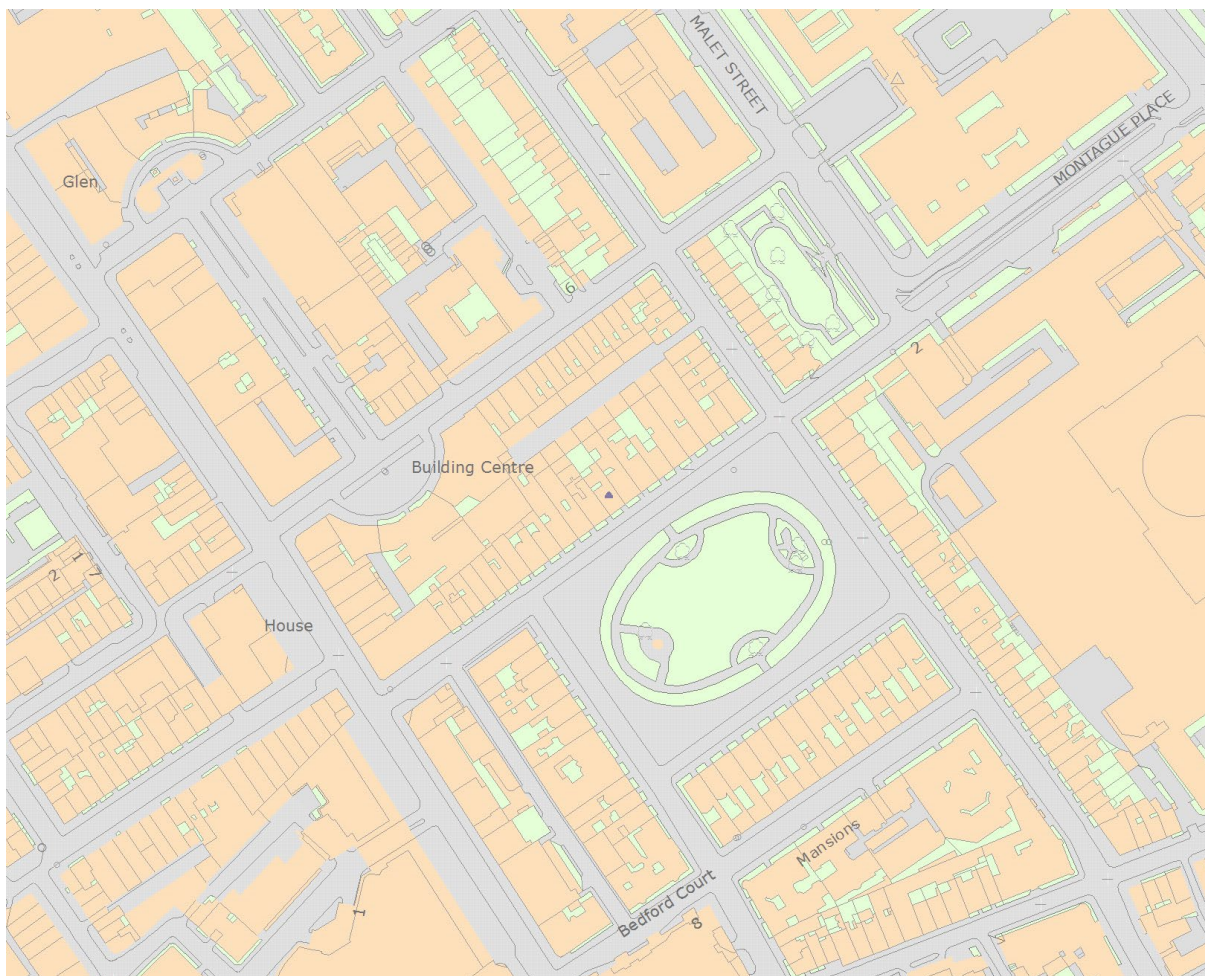 MALET STREET
MONTAGUE PLACE
Glen
6
2
Building Centre
2
1
7
House
Mansions
Bedford Court
1
8